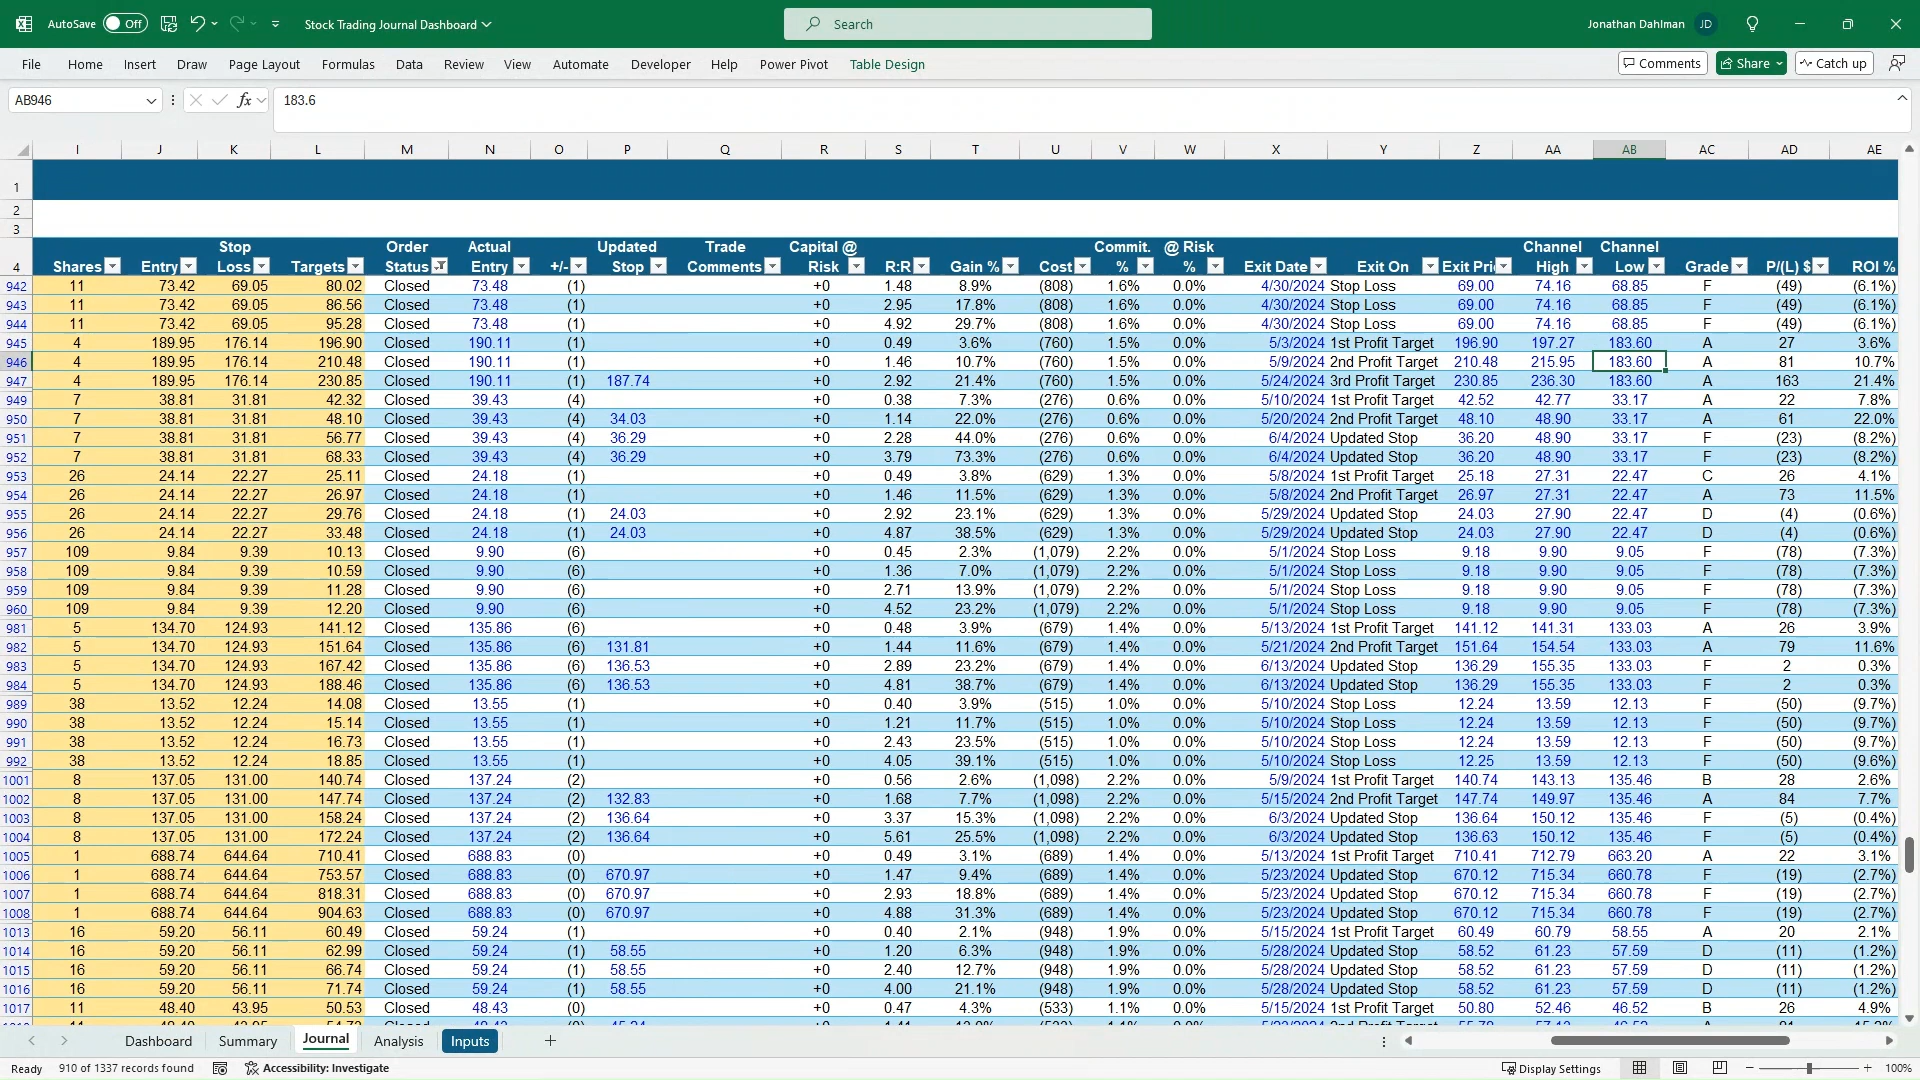 AutoSave Off Stock Trading Journal Dashboard Search Jonathan Dahlman JD
File Home Insert Draw Page Layout Formulas Data Review View Automate Developer Help Power Pivot Table Design Comments Share Catch up
AB946 fx 183.6
I J K L M N O P Q R S T U V W X Y Z AA AB AC AD AE
1
2
3
Stop Order Actual Updated Trade Capital @ Commit. @ Risk Channel Channel
4 Shares Entry Loss Targets Status Entry +/- Stop Comments Risk R:R Gain % Cost % % Exit Date Exit On Exit Pri High Low Grade P/(L) $ ROI %
942 11 73.42 69.05 80.02 Closed 73.48 (1) +0 1.48 8.9% (808) 1.6% 0.0% 4/30/2024 Stop Loss 69.00 74.16 68.85 F (49) (6.1%)
943 11 73.42 69.05 86.56 Closed 73.48 (1) +0 2.95 17.8% (808) 1.6% 0.0% 4/30/2024 Stop Loss 69.00 74.16 68.85 F (49) (6.1%)
944 11 73.42 69.05 95.28 Closed 73.48 (1) +0 4.92 29.7% (808) 1.6% 0.0% 4/30/2024 Stop Loss 69.00 74.16 68.85 F (49) (6.1%)
945 4 189.95 176.14 196.90 Closed 190.11 (1) +0 0.49 3.6% (760) 1.5% 0.0% 5/3/2024 1st Profit Target 196.90 197.27 183.60 A 27 3.6%
946 4 189.95 176.14 210.48 Closed 190.11 (1) +0 1.46 10.7% (760) 1.5% 0.0% 5/9/2024 2nd Profit Target 210.48 215.95 183.60 A 81 10.7%
947 4 189.95 176.14 230.85 Closed 190.11 (1) 187.74 +0 2.92 21.4% (760) 1.5% 0.0% 5/24/2024 3rd Profit Target 230.85 236.30 183.60 A 163 21.4%
949 7 38.81 31.81 42.32 Closed 39.43 (4) +0 0.38 7.3% (276) 0.6% 0.0% 5/10/2024 1st Profit Target 42.52 42.77 33.17 A 22 7.8%
950 7 38.81 31.81 48.10 Closed 39.43 (4) 34.03 +0 1.14 22.0% (276) 0.6% 0.0% 5/20/2024 2nd Profit Target 48.10 48.90 33.17 A 61 22.0%
951 7 38.81 31.81 56.77 Closed 39.43 (4) 36.29 +0 2.28 44.0% (276) 0.6% 0.0% 6/4/2024 Updated Stop 36.20 48.90 33.17 F (23) (8.2%)
952 7 38.81 31.81 68.33 Closed 39.43 (4) 36.29 +0 3.79 73.3% (276) 0.6% 0.0% 6/4/2024 Updated Stop 36.20 48.90 33.17 F (23) (8.2%)
953 26 24.14 22.27 25.11 Closed 24.18 (1) +0 0.49 3.8% (629) 1.3% 0.0% 5/8/2024 1st Profit Target 25.18 27.31 22.47 C 26 4.1%
954 26 24.14 22.27 26.97 Closed 24.18 (1) +0 1.46 11.5% (629) 1.3% 0.0% 5/8/2024 2nd Profit Target 26.97 27.31 22.47 A 73 11.5%
955 26 24.14 22.27 29.76 Closed 24.18 (1) 24.03 +0 2.92 23.1% (629) 1.3% 0.0% 5/29/2024 Updated Stop 24.03 27.90 22.47 D (4) (0.6%)
956 26 24.14 22.27 33.48 Closed 24.18 (1) 24.03 +0 4.87 38.5% (629) 1.3% 0.0% 5/29/2024 Updated Stop 24.03 27.90 22.47 D (4) (0.6%)
957 109 9.84 9.39 10.13 Closed 9.90 (6) +0 0.45 2.3% (1,079) 2.2% 0.0% 5/1/2024 Stop Loss 9.18 9.90 9.05 F (78) (7.3%)
958 109 9.84 9.39 10.59 Closed 9.90 (6) +0 1.36 7.0% (1,079) 2.2% 0.0% 5/1/2024 Stop Loss 9.18 9.90 9.05 F (78) (7.3%)
959 109 9.84 9.39 11.28 Closed 9.90 (6) +0 2.71 13.9% (1,079) 2.2% 0.0% 5/1/2024 Stop Loss 9.18 9.90 9.05 F (78) (7.3%)
960 109 9.84 9.39 12.20 Closed 9.90 (6) +0 4.52 23.2% (1,079) 2.2% 0.0% 5/1/2024 Stop Loss 9.18 9.90 9.05 F (78) (7.3%)
981 5 134.70 124.93 141.12 Closed 135.86 (6) +0 0.48 3.9% (679) 1.4% 0.0% 5/13/2024 1st Profit Target 141.12 141.31 133.03 A 26 3.9%
982 5 134.70 124.93 151.64 Closed 135.86 (6) 131.81 +0 1.44 11.6% (679) 1.4% 0.0% 5/21/2024 2nd Profit Target 151.64 154.54 133.03 A 79 11.6%
983 5 134.70 124.93 167.42 Closed 135.86 (6) 136.53 +0 2.89 23.2% (679) 1.4% 0.0% 6/13/2024 Updated Stop 136.29 155.35 133.03 F 2 0.3%
984 5 134.70 124.93 188.46 Closed 135.86 (6) 136.53 +0 4.81 38.7% (679) 1.4% 0.0% 6/13/2024 Updated Stop 136.29 155.35 133.03 F 2 0.3%
989 38 13.52 12.24 14.08 Closed 13.55 (1) +0 0.40 3.9% (515) 1.0% 0.0% 5/10/2024 Stop Loss 12.24 13.59 12.13 F (50) (9.7%)
990 38 13.52 12.24 15.14 Closed 13.55 (1) +0 1.21 11.7% (515) 1.0% 0.0% 5/10/2024 Stop Loss 12.24 13.59 12.13 F (50) (9.7%)
991 38 13.52 12.24 16.73 Closed 13.55 (1) +0 2.43 23.5% (515) 1.0% 0.0% 5/10/2024 Stop Loss 12.24 13.59 12.13 F (50) (9.7%)
992 38 13.52 12.24 18.85 Closed 13.55 (1) +0 4.05 39.1% (515) 1.0% 0.0% 5/10/2024 Stop Loss 12.25 13.59 12.13 F (50) (9.6%)
1001 8 137.05 131.00 140.74 Closed 137.24 (2) +0 0.56 2.6% (1,098) 2.2% 0.0% 5/9/2024 1st Profit Target 140.74 143.13 135.46 B 28 2.6%
1002 8 137.05 131.00 147.74 Closed 137.24 (2) 132.83 +0 1.68 7.7% (1,098) 2.2% 0.0% 5/15/2024 2nd Profit Target 147.74 149.97 135.46 A 84 7.7%
1003 8 137.05 131.00 158.24 Closed 137.24 (2) 136.64 +0 3.37 15.3% (1,098) 2.2% 0.0% 6/3/2024 Updated Stop 136.64 150.12 135.46 F (5) (0.4%)
1004 8 137.05 131.00 172.24 Closed 137.24 (2) 136.64 +0 5.61 25.5% (1,098) 2.2% 0.0% 6/3/2024 Updated Stop 136.63 150.12 135.46 F (5) (0.4%)
1005 1 688.74 644.64 710.41 Closed 688.83 (0) +0 0.49 3.1% (689) 1.4% 0.0% 5/13/2024 1st Profit Target 710.41 712.79 663.20 A 22 3.1%
1006 1 688.74 644.64 753.57 Closed 688.83 (0) 670.97 +0 1.47 9.4% (689) 1.4% 0.0% 5/23/2024 Updated Stop 670.12 715.34 660.78 F (19) (2.7%)
1007 1 688.74 644.64 818.31 Closed 688.83 (0) 670.97 +0 2.93 18.8% (689) 1.4% 0.0% 5/23/2024 Updated Stop 670.12 715.34 660.78 F (19) (2.7%)
1008 1 688.74 644.64 904.63 Closed 688.83 (0) 670.97 +0 4.88 31.3% (689) 1.4% 0.0% 5/23/2024 Updated Stop 670.12 715.34 660.78 F (19) (2.7%)
1013 16 59.20 56.11 60.49 Closed 59.24 (1) +0 0.40 2.1% (948) 1.9% 0.0% 5/15/2024 1st Profit Target 60.49 60.79 58.55 A 20 2.1%
1014 16 59.20 56.11 62.99 Closed 59.24 (1) 58.55 +0 1.20 6.3% (948) 1.9% 0.0% 5/28/2024 Updated Stop 58.52 61.23 57.59 D (11) (1.2%)
1015 16 59.20 56.11 66.74 Closed 59.24 (1) 58.55 +0 2.40 12.7% (948) 1.9% 0.0% 5/28/2024 Updated Stop 58.52 61.23 57.59 D (11) (1.2%)
1016 16 59.20 56.11 71.74 Closed 59.24 (1) 58.55 +0 4.00 21.1% (948) 1.9% 0.0% 5/28/2024 Updated Stop 58.52 61.23 57.59 D (11) (1.2%)
1017 11 48.40 43.95 50.53 Closed 48.43 (0) +0 0.47 4.3% (533) 1.1% 0.0% 5/15/2024 1st Profit Target 50.80 52.46 46.52 B 26 4.9%
Dashboard Summary Journal Analysis Inputs
Ready 910 of 1337 records found Accessibility: Investigate Display Settings 100%